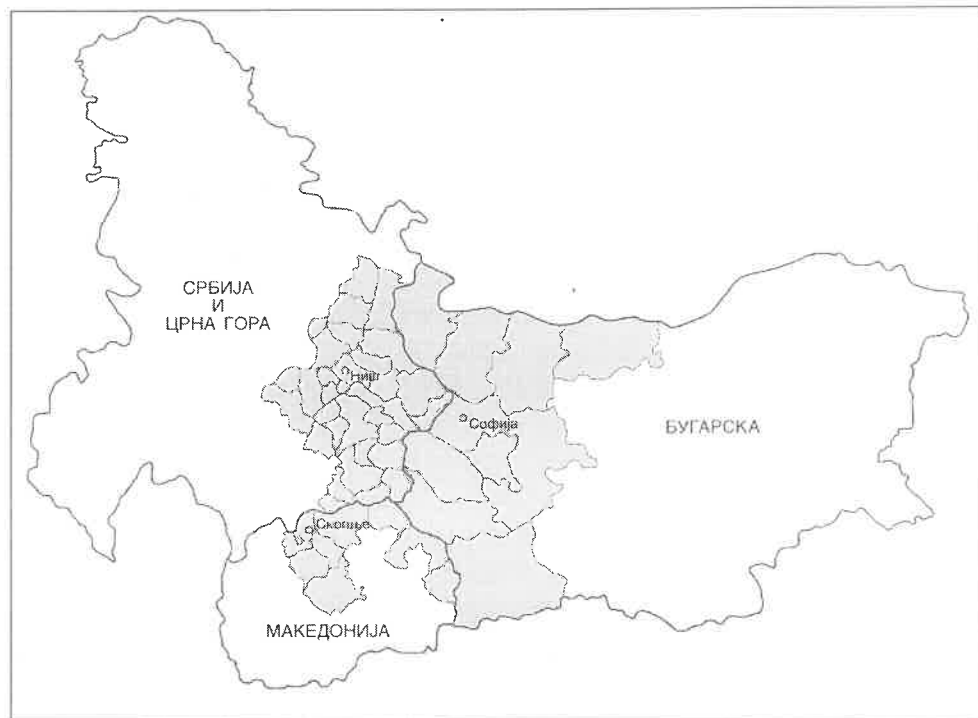 СРБИЈА
И
ЦРНА ГОРА
Ниш
Софија
БУГАРСКА
Скопље
МАКЕДОНИЈА